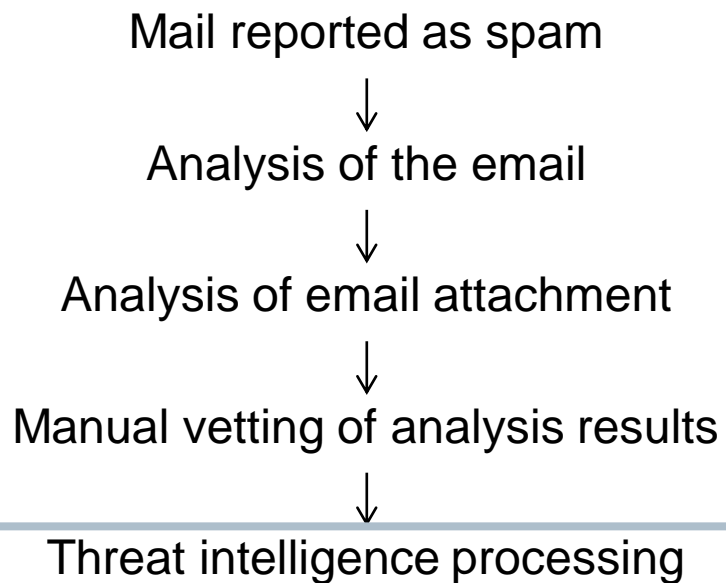 Mail reported as spam
Analysis of the email
Analysis of email attachment
Manual vetting of analysis results
Threat intelligence processing